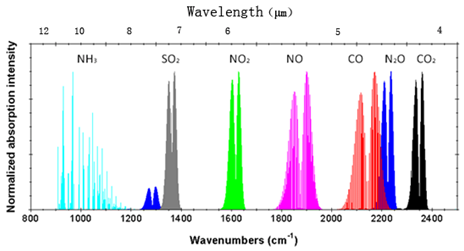 Wavelength (μm)
12 10 8 7 6 5 4
NH₃ SO₂ NO₂ NO CO N₂O CO₂
Normalized absorption intensity
800 1000 1200 1400 1600 1800 2000 2200 2400
Wavenumbers (cm⁻¹)